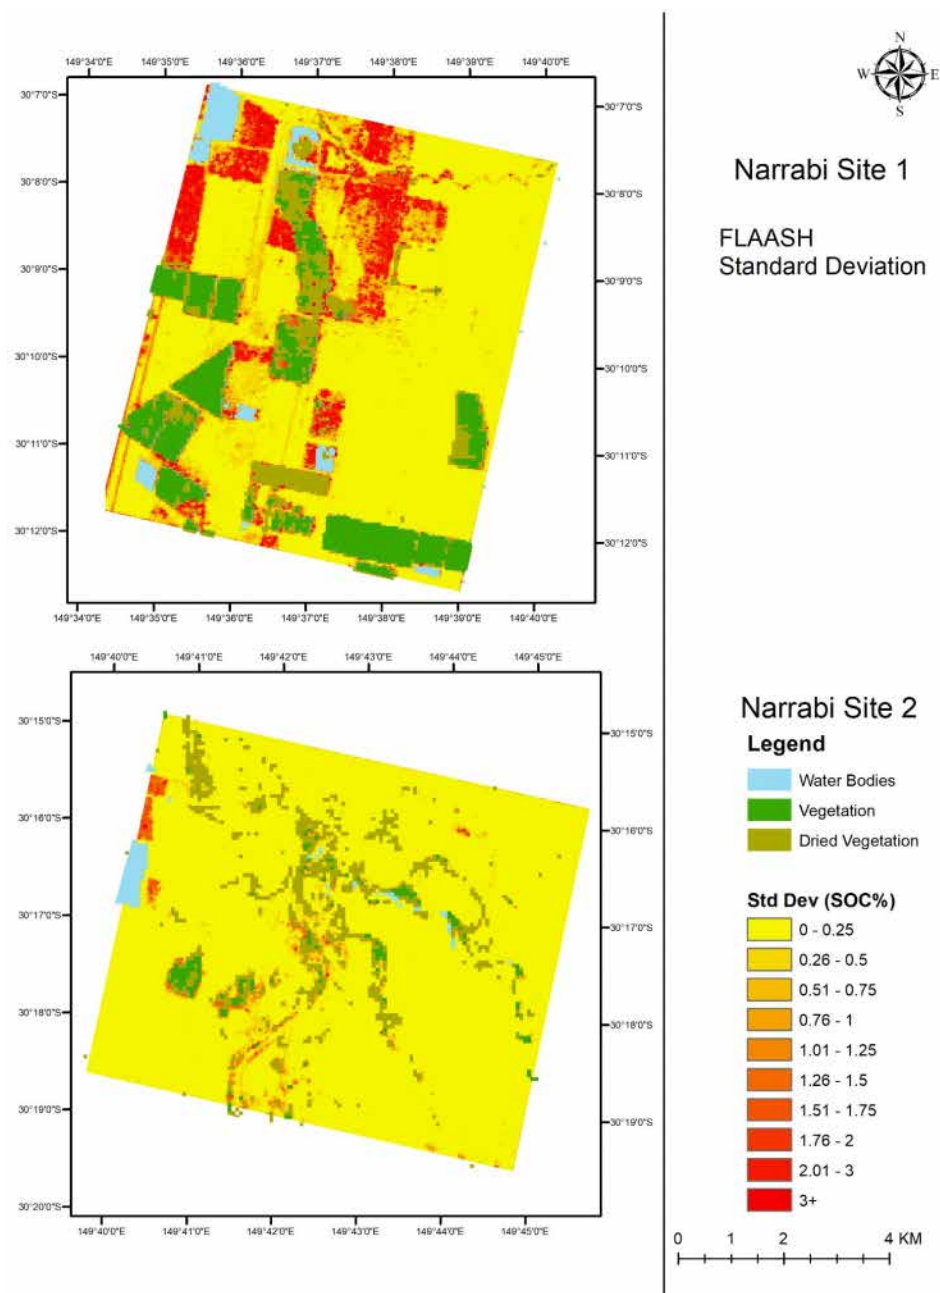 149°34'0"E 149°35'0"E 149°36'0"E 149°37'0"E 149°38'0"E 149°39'0"E 149°40'0"E
30°7'0"S
30°8'0"S
30°9'0"S
30°10'0"S
30°11'0"S
30°12'0"S
30°7'0"S
30°8'0"S
30°9'0"S
30°10'0"S
30°11'0"S
30°12'0"S
149°34'0"E 149°35'0"E 149°36'0"E 149°37'0"E 149°38'0"E 149°39'0"E 149°40'0"E
N
W E
S
Narrabi Site 1
FLAASH
Standard Deviation
149°40'0"E 149°41'0"E 149°42'0"E 149°43'0"E 149°44'0"E 149°45'0"E
30°15'0"S
30°16'0"S
30°17'0"S
30°18'0"S
30°19'0"S
30°20'0"S
30°15'0"S
30°16'0"S
30°17'0"S
30°18'0"S
30°19'0"S
149°40'0"E 149°41'0"E 149°42'0"E 149°43'0"E 149°44'0"E 149°45'0"E
Narrabi Site 2
Legend
Water Bodies
Vegetation
Dried Vegetation
Std Dev (SOC%)
0 - 0.25
0.26 - 0.5
0.51 - 0.75
0.76 - 1
1.01 - 1.25
1.26 - 1.5
1.51 - 1.75
1.76 - 2
2.01 - 3
3+
0 1 2 4 KM